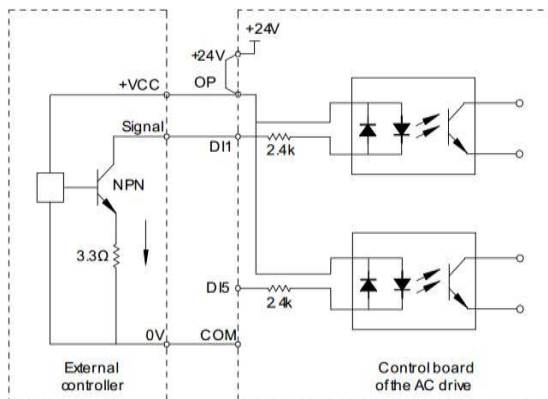 +24V
+24V
+VCC
OP
Signal
DI1
2.4k
NPN
3.3Ω
DI5
2.4k
0V
COM
External
controller
Control board
of the AC drive